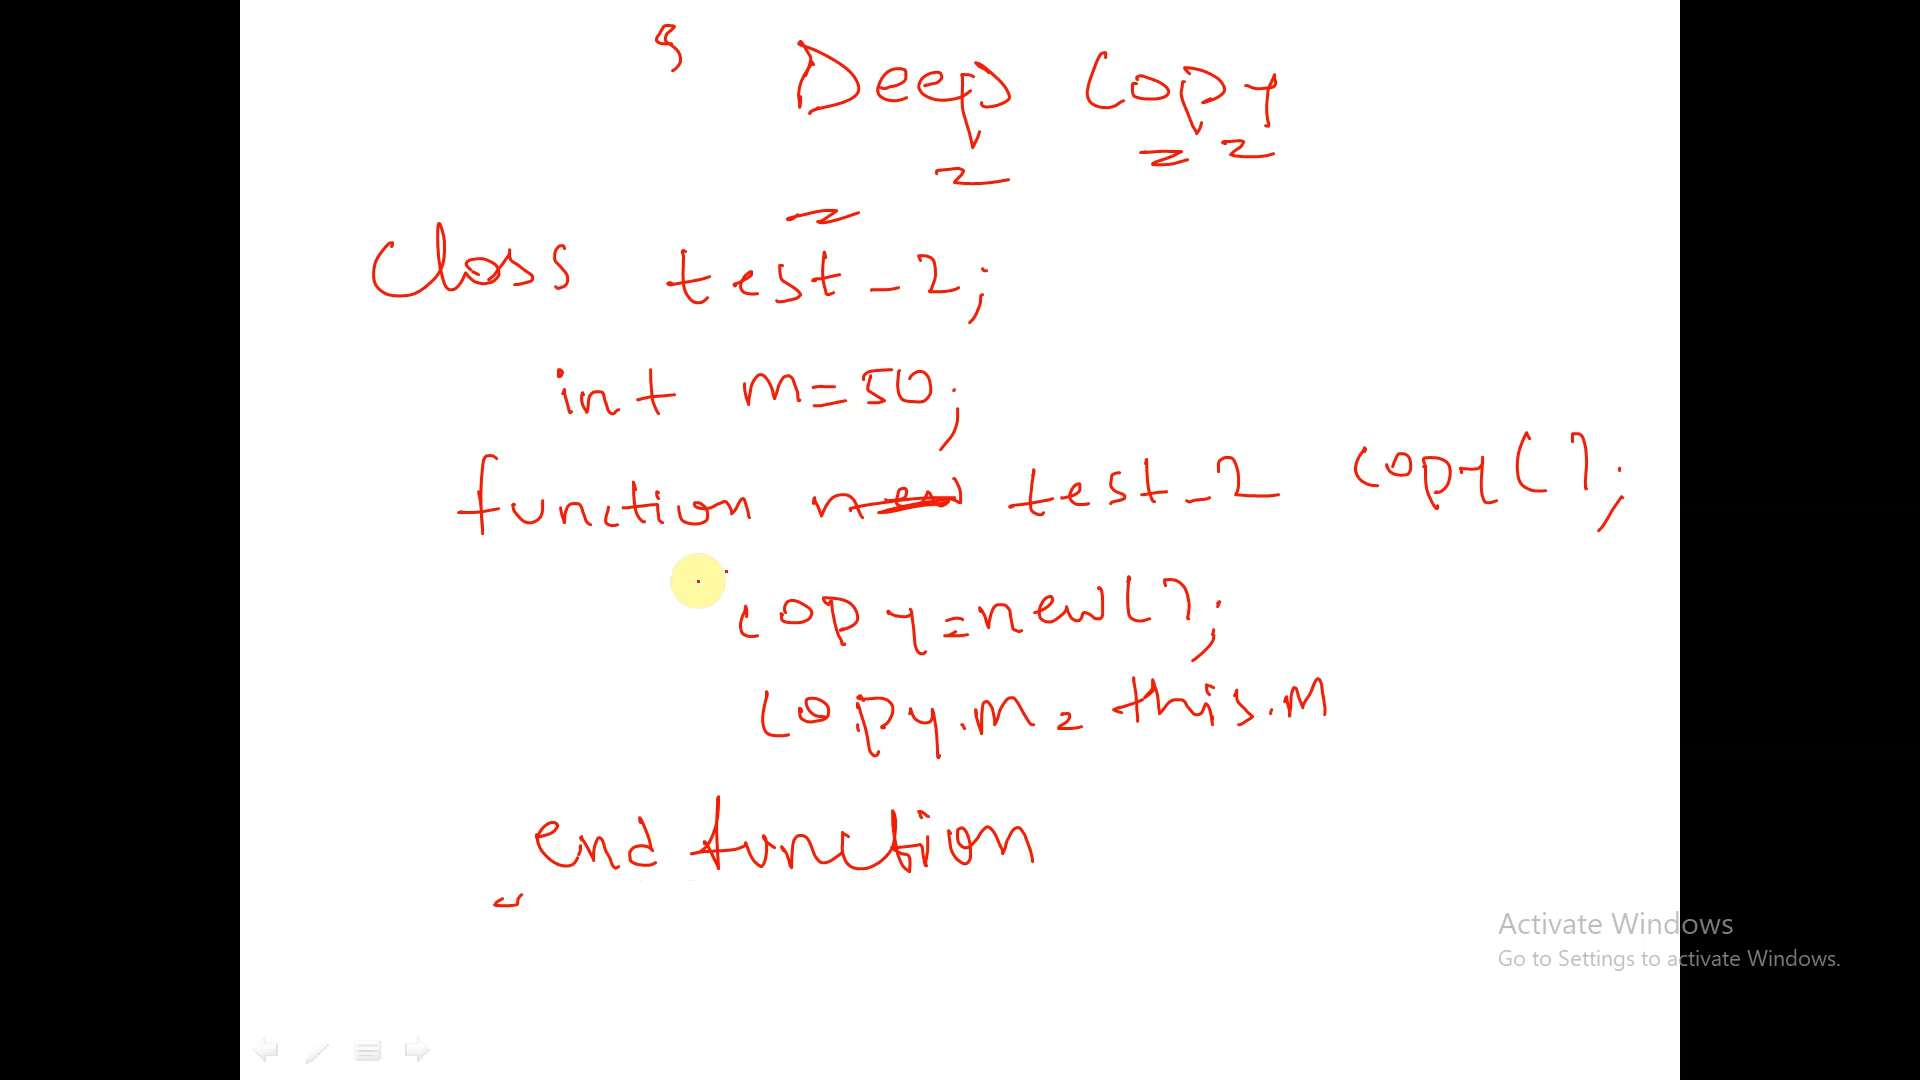 Deep Copy
Class test_2;
int m=50;
function new test_2 copy();
copy=new();
copy.m=this.m
end function
Activate Windows
Go to Settings to activate Windows.